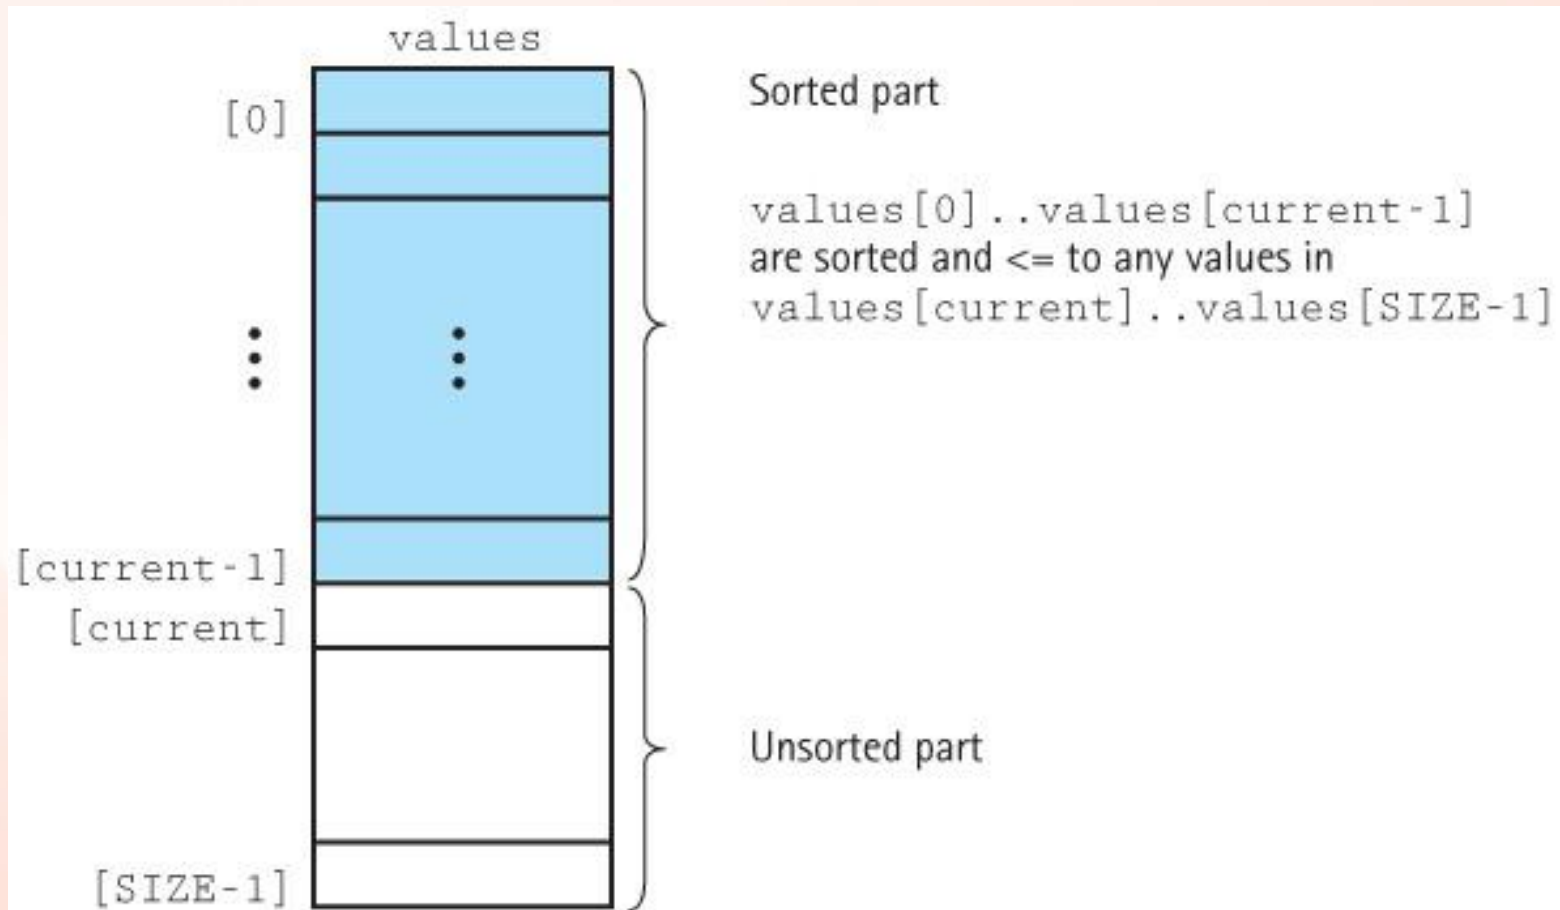 values
[0]
Sorted part
values[0]..values[current-1]
are sorted and <= to any values in
values[current]..values[SIZE-1]
[current-1]
[current]
Unsorted part
[SIZE-1]